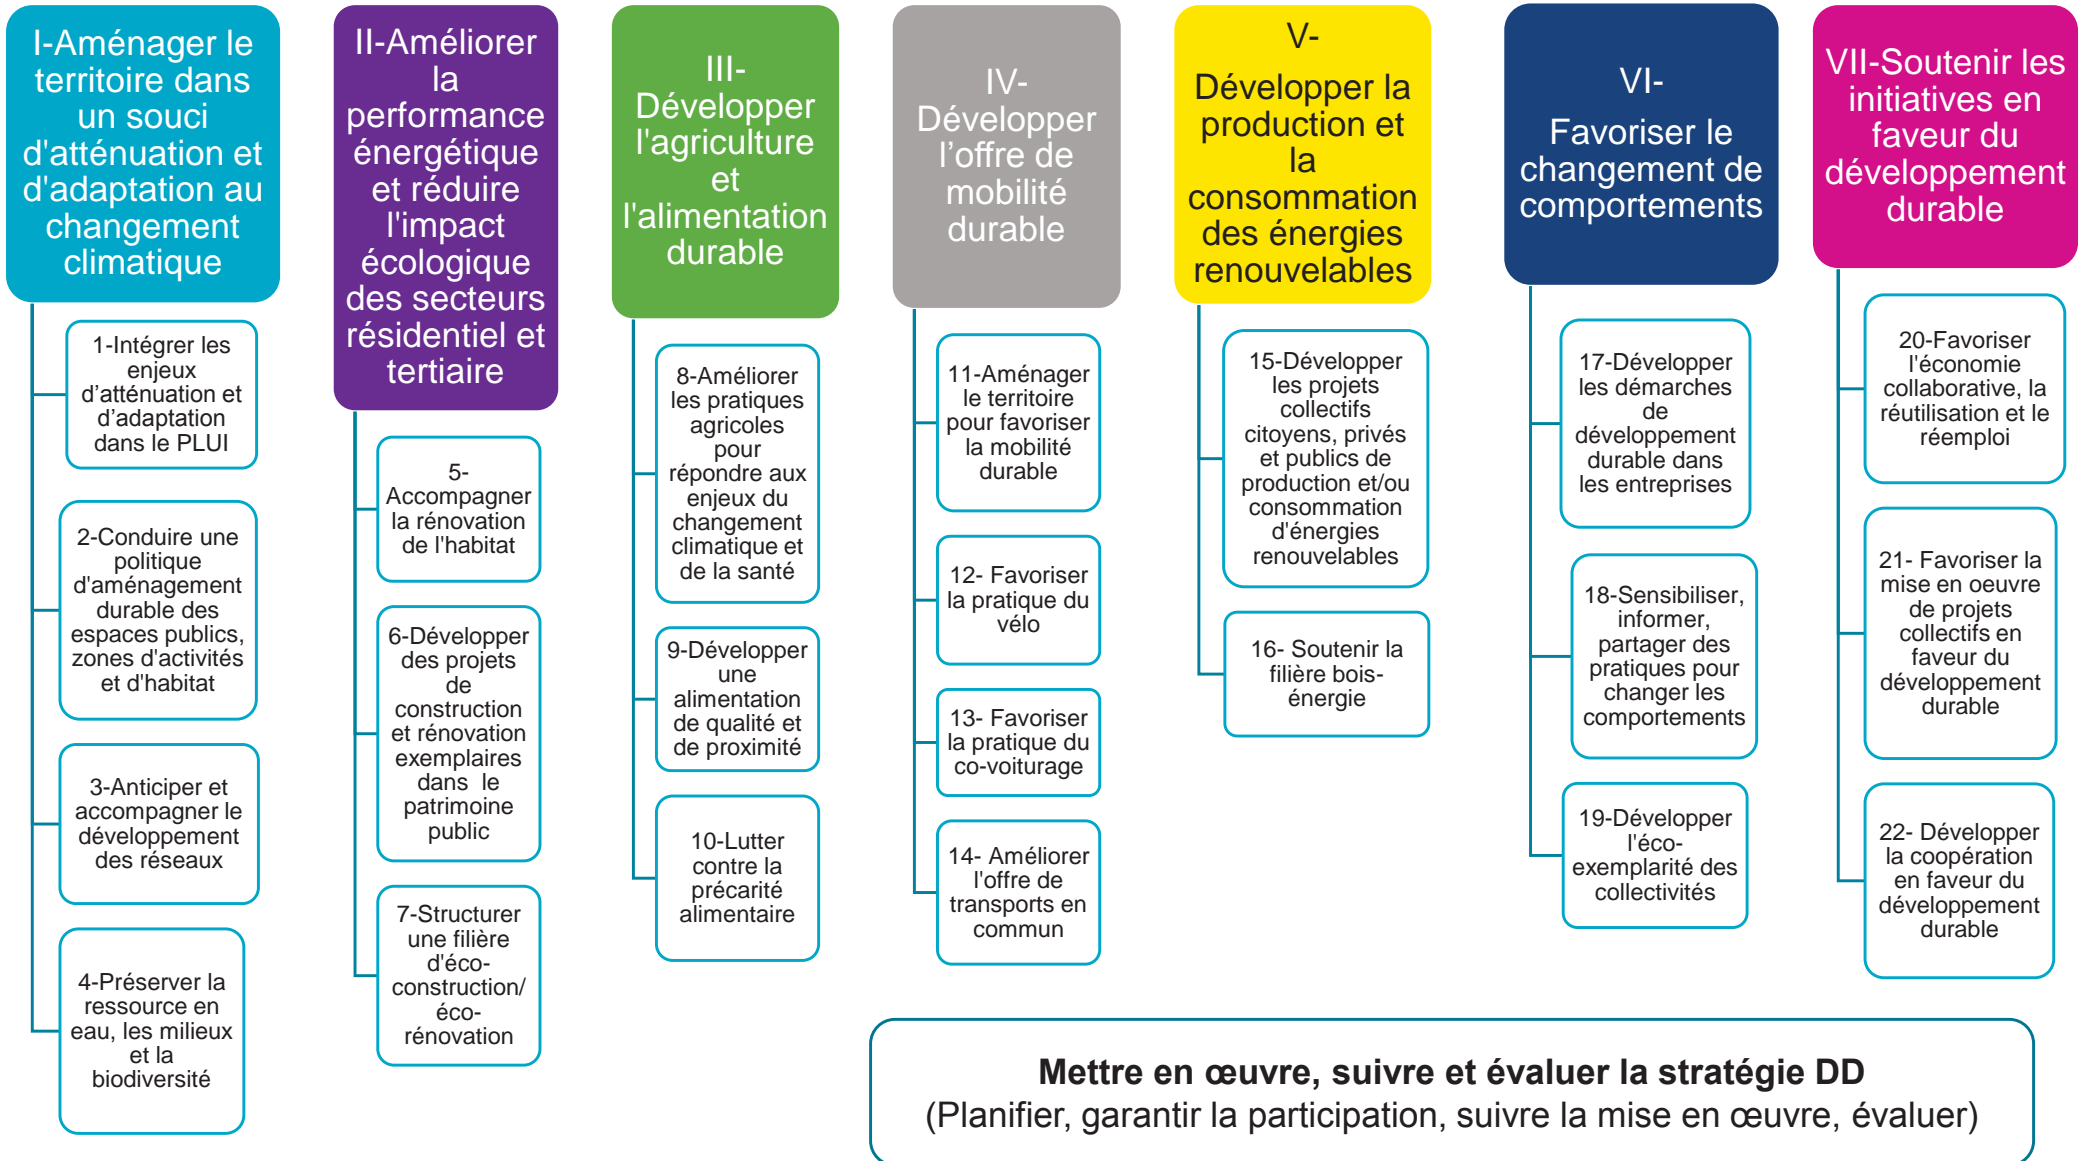 I-Aménager le
territoire dans
un souci
d'atténuation et
d'adaptation au
changement
climatique
1-Intégrer les
enjeux
d’atténuation et
d’adaptation
dans le PLUI
2-Conduire une
politique
d'aménagement
durable des
espaces publics,
zones d'activités
et d'habitat
3-Anticiper et
accompagner le
développement
des réseaux
4-Préserver la
ressource en
eau, les milieux
et la
biodiversité
II-Améliorer
la
performance
énergétique
et réduire
l'impact
écologique
des secteurs
résidentiel et
tertiaire
5-
Accompagner
la rénovation
de l'habitat
6-Développer
des projets
de
construction
et rénovation
exemplaires
dans  le
patrimoine
public
7-Structurer
une filière
d'éco-
construction/
éco-
rénovation
III-
Développer
l'agriculture
et
l'alimentation
durable
8-Améliorer
les pratiques
agricoles
pour
répondre aux
enjeux du
changement
climatique et
de la santé
9-Développer
une
alimentation
de qualité et
de proximité
10-Lutter
contre la
précarité
alimentaire
IV-
Développer
l’offre de
mobilité
durable
11-Aménager
le territoire
pour favoriser
la mobilité
durable
12- Favoriser
la pratique du
vélo
13- Favoriser
la pratique du
co-voiturage
14- Améliorer
l'offre de
transports en
commun
V-
Développer la
production et
la
consommation
des énergies
renouvelables
15-Développer
les projets
collectifs
citoyens, privés
et publics de
production et/ou
consommation
d'énergies
renouvelables
16- Soutenir la
filière bois-
énergie
VI-
Favoriser le
changement de
comportements
17-Développer
les démarches
de
développement
durable dans
les entreprises
18-Sensibiliser,
informer,
partager des
pratiques pour
changer les
comportements
19-Développer
l'éco-
exemplarité des
collectivités
VII-Soutenir les
initiatives en
faveur du
développement
durable
20-Favoriser
l'économie
collaborative, la
réutilisation et le
réemploi
21- Favoriser la
mise en oeuvre
de projets
collectifs en
faveur du
développement
durable
22- Développer
la coopération
en faveur du
développement
durable
Mettre en œuvre, suivre et évaluer la stratégie DD
(Planifier, garantir la participation, suivre la mise en œuvre, évaluer)